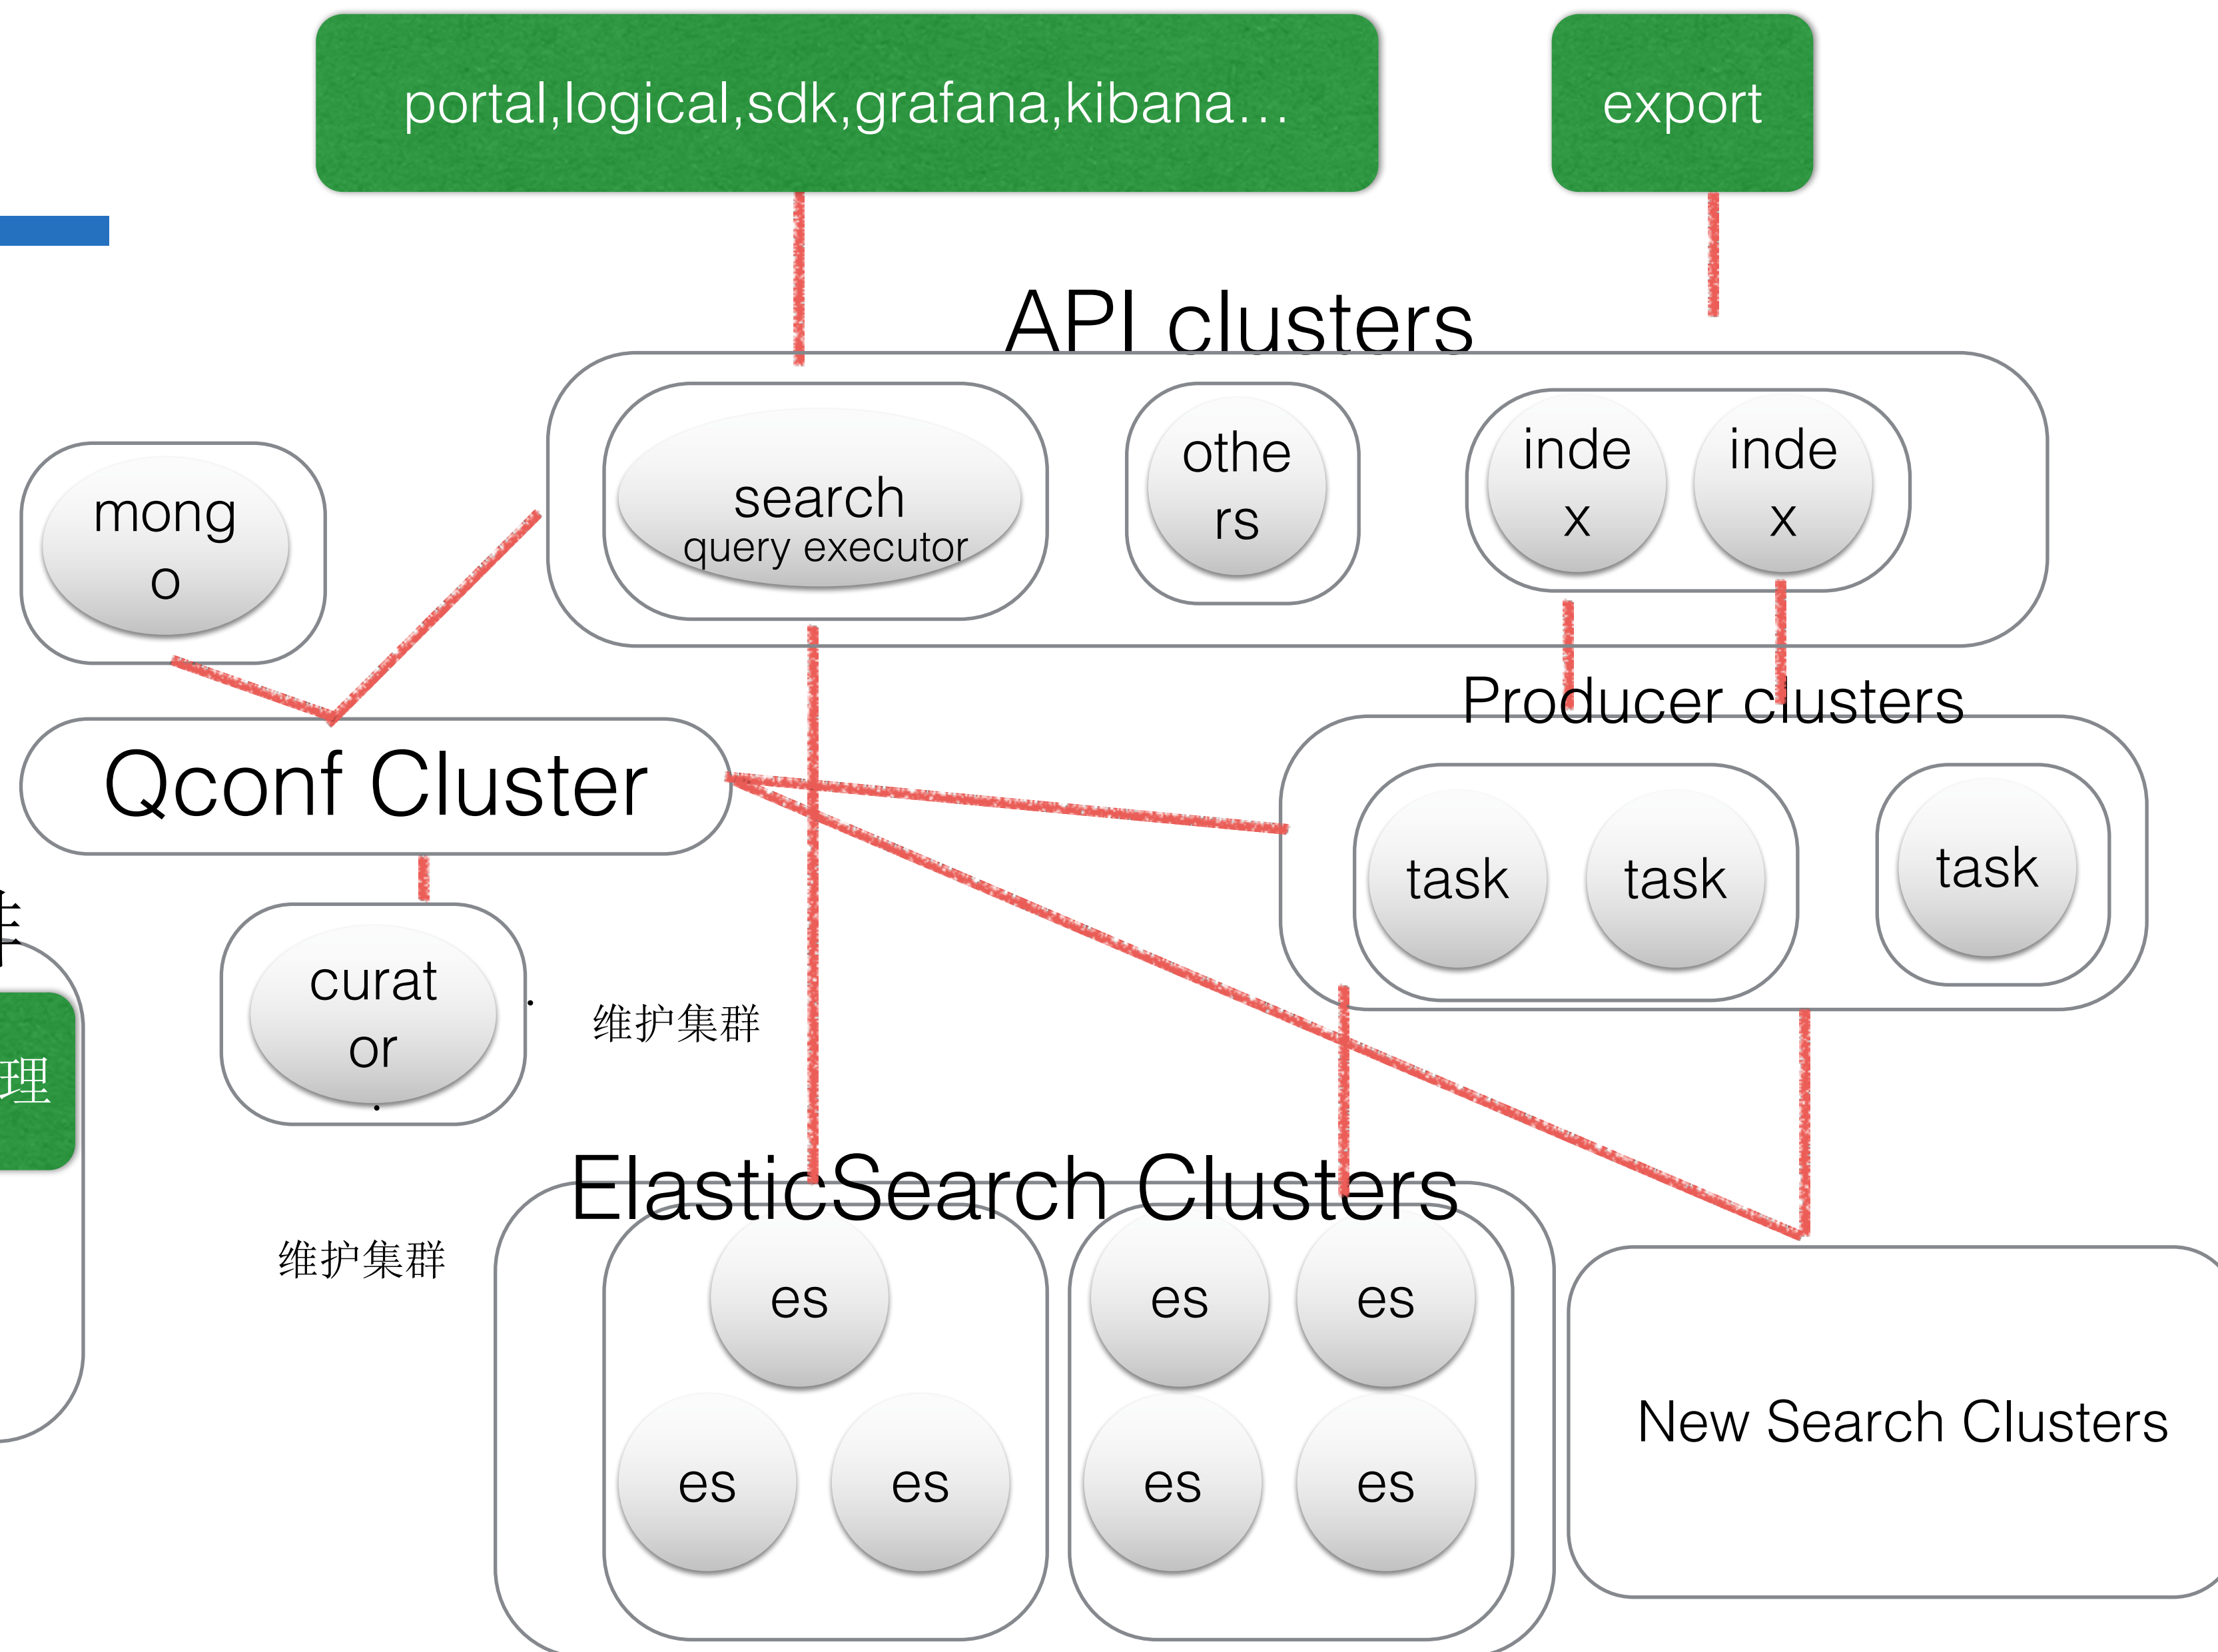 portal,logical,sdk,grafana,kibana…
export
API clusters
mong
o
search
query executor
othe
rs
inde
x
inde
x
Producer clusters
Qconf Cluster
task
task
task
curat
or
维护集群
理
ElasticSearch Clusters
维护集群
es
es
es
es
es
es
es
New Search Clusters